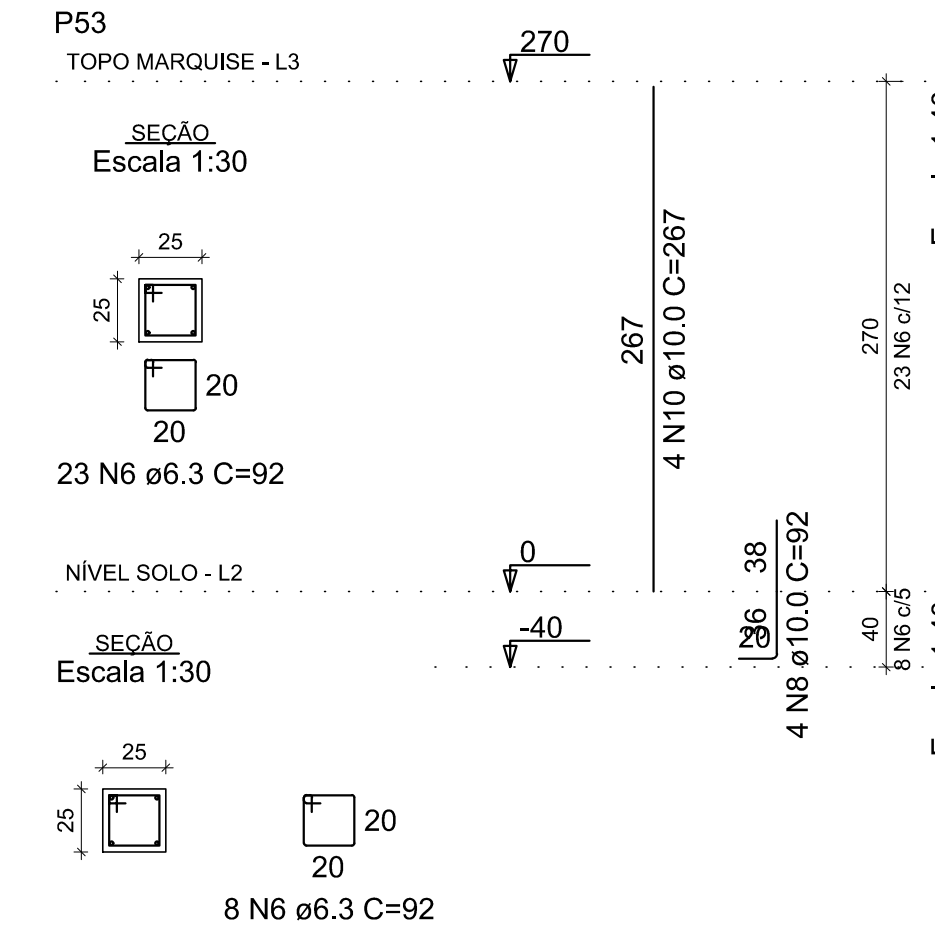 P53
TOPO MARQUISE - L3
270
SEÇÃO
Escala 1:30
25
25
20
20
23 N6 ø6.3 C=92
267
4 N10 ø10.0 C=267
270
23 N6 c/12
NÍVEL SOLO - L2
0
-40
38
36
20
4 N8 ø10.0 C=92
40
8 N6 c/5
SEÇÃO
Escala 1:30
25
25
20
20
8 N6 ø6.3 C=92